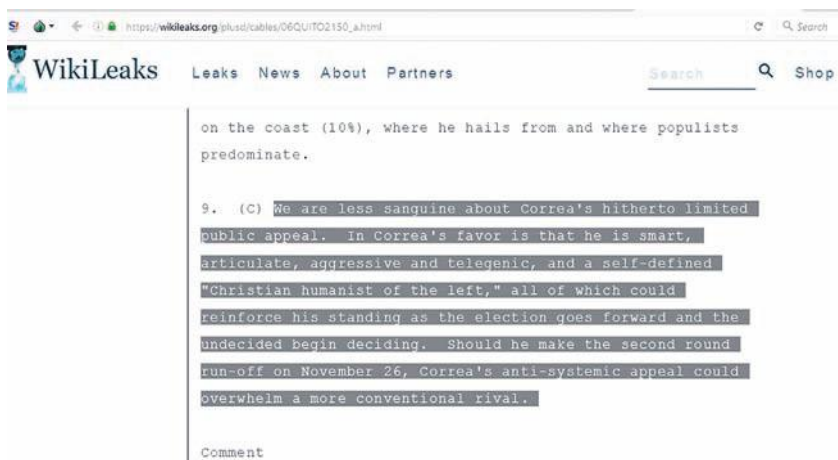 https://wikileaks.org/plusd/cables/06QUITO2150_a.html
Search
WikiLeaks
Leaks News About Partners
Search
Shop
on the coast (10%), where he hails from and where populists
predominate.
9. (C) We are less sanguine about Correa's hitherto limited
public appeal. In Correa's favor is that he is smart,
articulate, aggressive and telegenic, and a self-defined
"Christian humanist of the left," all of which could
reinforce his standing as the election goes forward and the
undecided begin deciding. Should he make the second round
run-off on November 26, Correa's anti-systemic appeal could
overwhelm a more conventional rival.
Comment